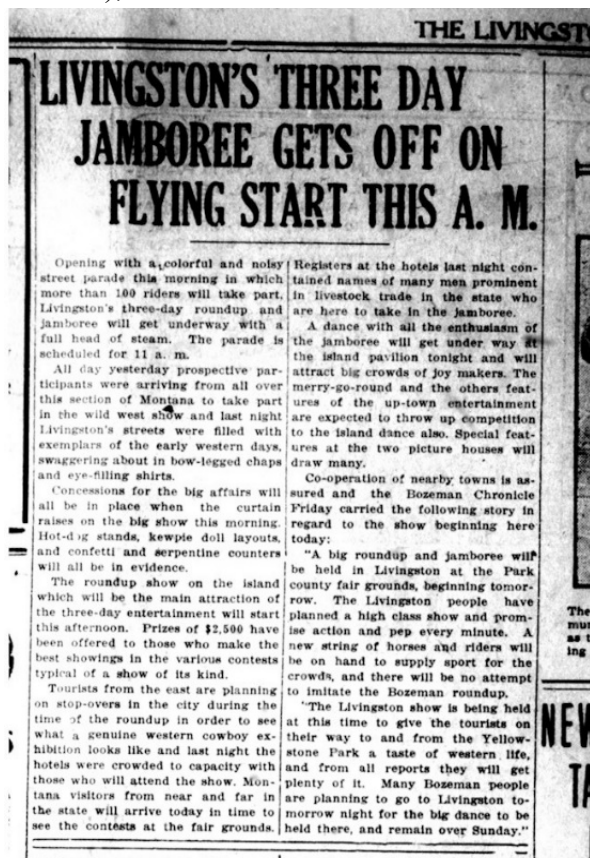 THE LIVINGSTO
LIVINGSTON'S THREE DAY
JAMBOREE GETS OFF ON
FLYING START THIS A. M.
Opening with a colorful and noisy
street parade this morning in which
more than 100 riders will take part,
Livingston's three-day roundup and
jamboree will get underway with a
full head of steam. The parade is
scheduled for 11 a. m.
All day yesterday prospective par-
ticipants were arriving from all over
this section of Montana to take part
in the wild west show and last night
Livingston's streets were filled with
exemplars of the early western days,
swaggering about in bow-legged chaps
and eye-filling shirts.
Concessions for the big affairs will
all be in place when the curtain
raises on the big show this morning.
Hot-dog stands, kewpie doll layouts,
and confetti and serpentine counters
will all be in evidence.
The roundup show on the island
which will be the main attraction of
the three-day entertainment will start
this afternoon. Prizes of $2,500 have
been offered to those who make the
best showings in the various contests
typical of a show of its kind.
Tourists from the east are planning
on stop-overs in the city during the
time of the roundup in order to see
what a genuine western cowboy ex-
hibition looks like and last night the
hotels were crowded to capacity with
those who will attend the show. Mon-
tana visitors from near and far in
the state will arrive today in time to
see the contests at the fair grounds.
Registers at the hotels last night con-
tained names of many men prominent
in livestock trade in the state who
are here to take in the jamboree.
A dance with all the enthusiasm of
the jamboree will get under way at
the island pavilion tonight and will
attract big crowds of joy makers. The
merry-go-round and the others feat-
ures of the up-town entertainment
are expected to throw up competition
to the island dance also. Special feat-
ures at the two picture houses will
draw many.
Co-operation of nearby towns is as-
sured and the Bozeman Chronicle
Friday carried the following story in
regard to the show beginning here
today:
"A big roundup and jamboree will
be held in Livingston at the Park
county fair grounds, beginning tomor-
row. The Livingston people have
planned a high class show and prom-
ise action and pep every minute. A
new string of horses and riders will
be on hand to supply sport for the
crowds, and there will be no attempt
to imitate the Bozeman roundup.
"The Livingston show is being held
at this time to give the tourists on
their way to and from the Yellow-
stone Park a taste of western life,
and from all reports they will get
plenty of it. Many Bozeman people
are planning to go to Livingston to-
morrow night for the big dance to be
held there, and remain over Sunday."
The
mur
as t
ing
NEW
TA